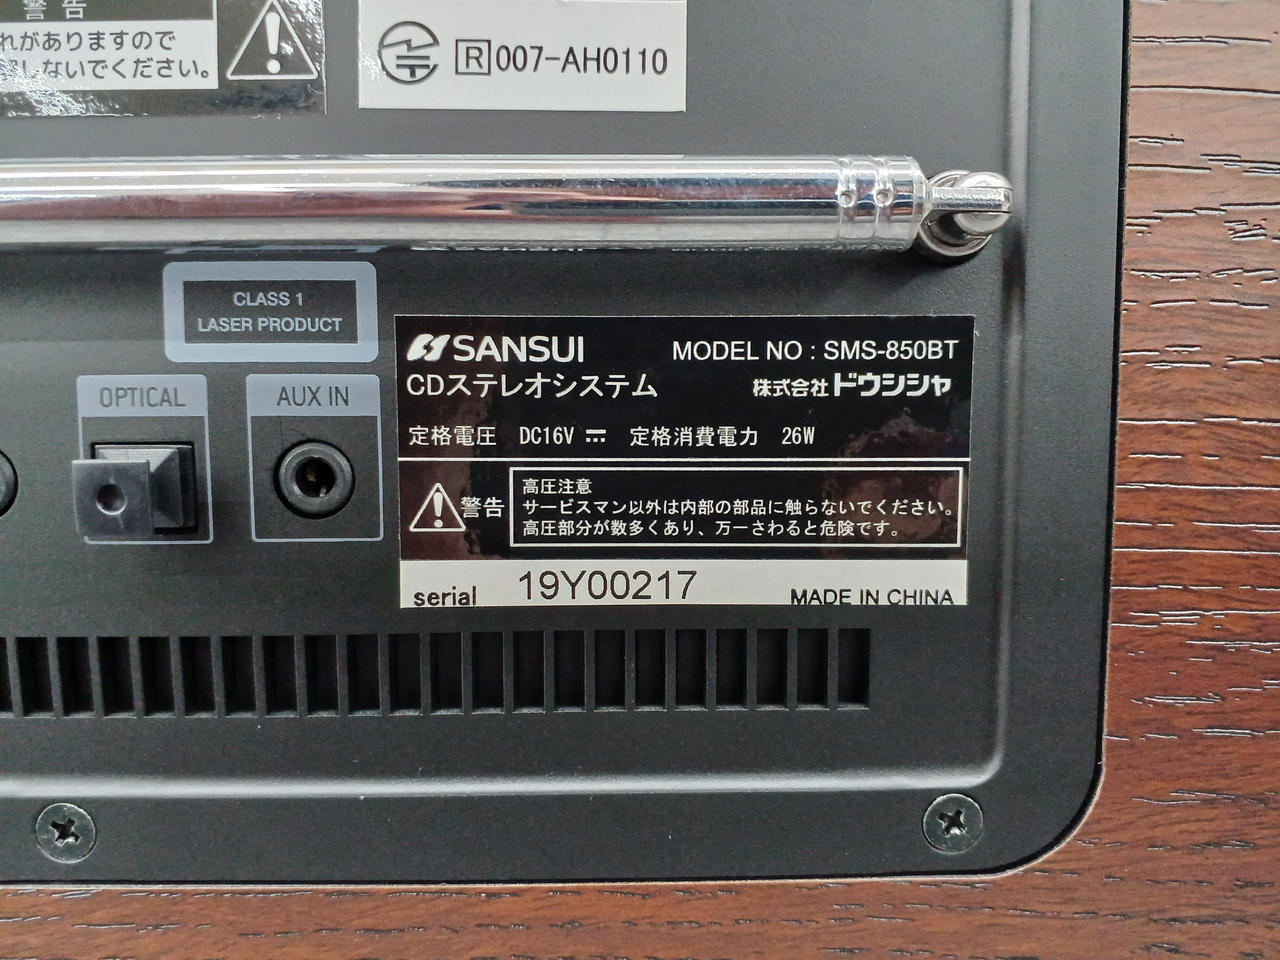 警告
れがありますので
しないでください。
R 007-AH0110
CLASS 1
LASER PRODUCT
OPTICAL
AUX IN
SANSUI
MODEL NO : SMS-850BT
CDステレオシステム
株式会社ドウシシャ
定格電圧 DC16V ⎓ 定格消費電力 26W
警告
高圧注意
サービスマン以外は内部の部品に触らないでください。
高圧部分が数多くあり、万一さわると危険です。
serial 19Y00217
MADE IN CHINA